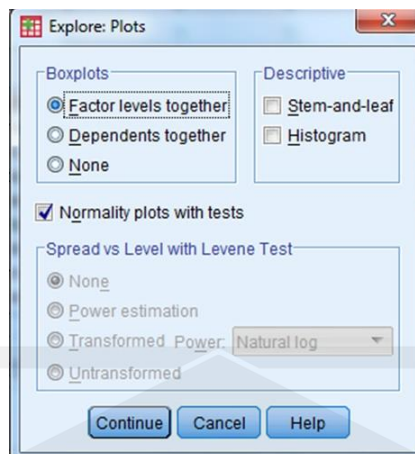 Explore: Plots
Boxplots
Factor levels together
Dependents together
None
Descriptive
Stem-and-leaf
Histogram
Normality plots with tests
Spread vs Level with Levene Test
None
Power estimation
Transformed Power: Natural log
Untransformed
Continue Cancel Help